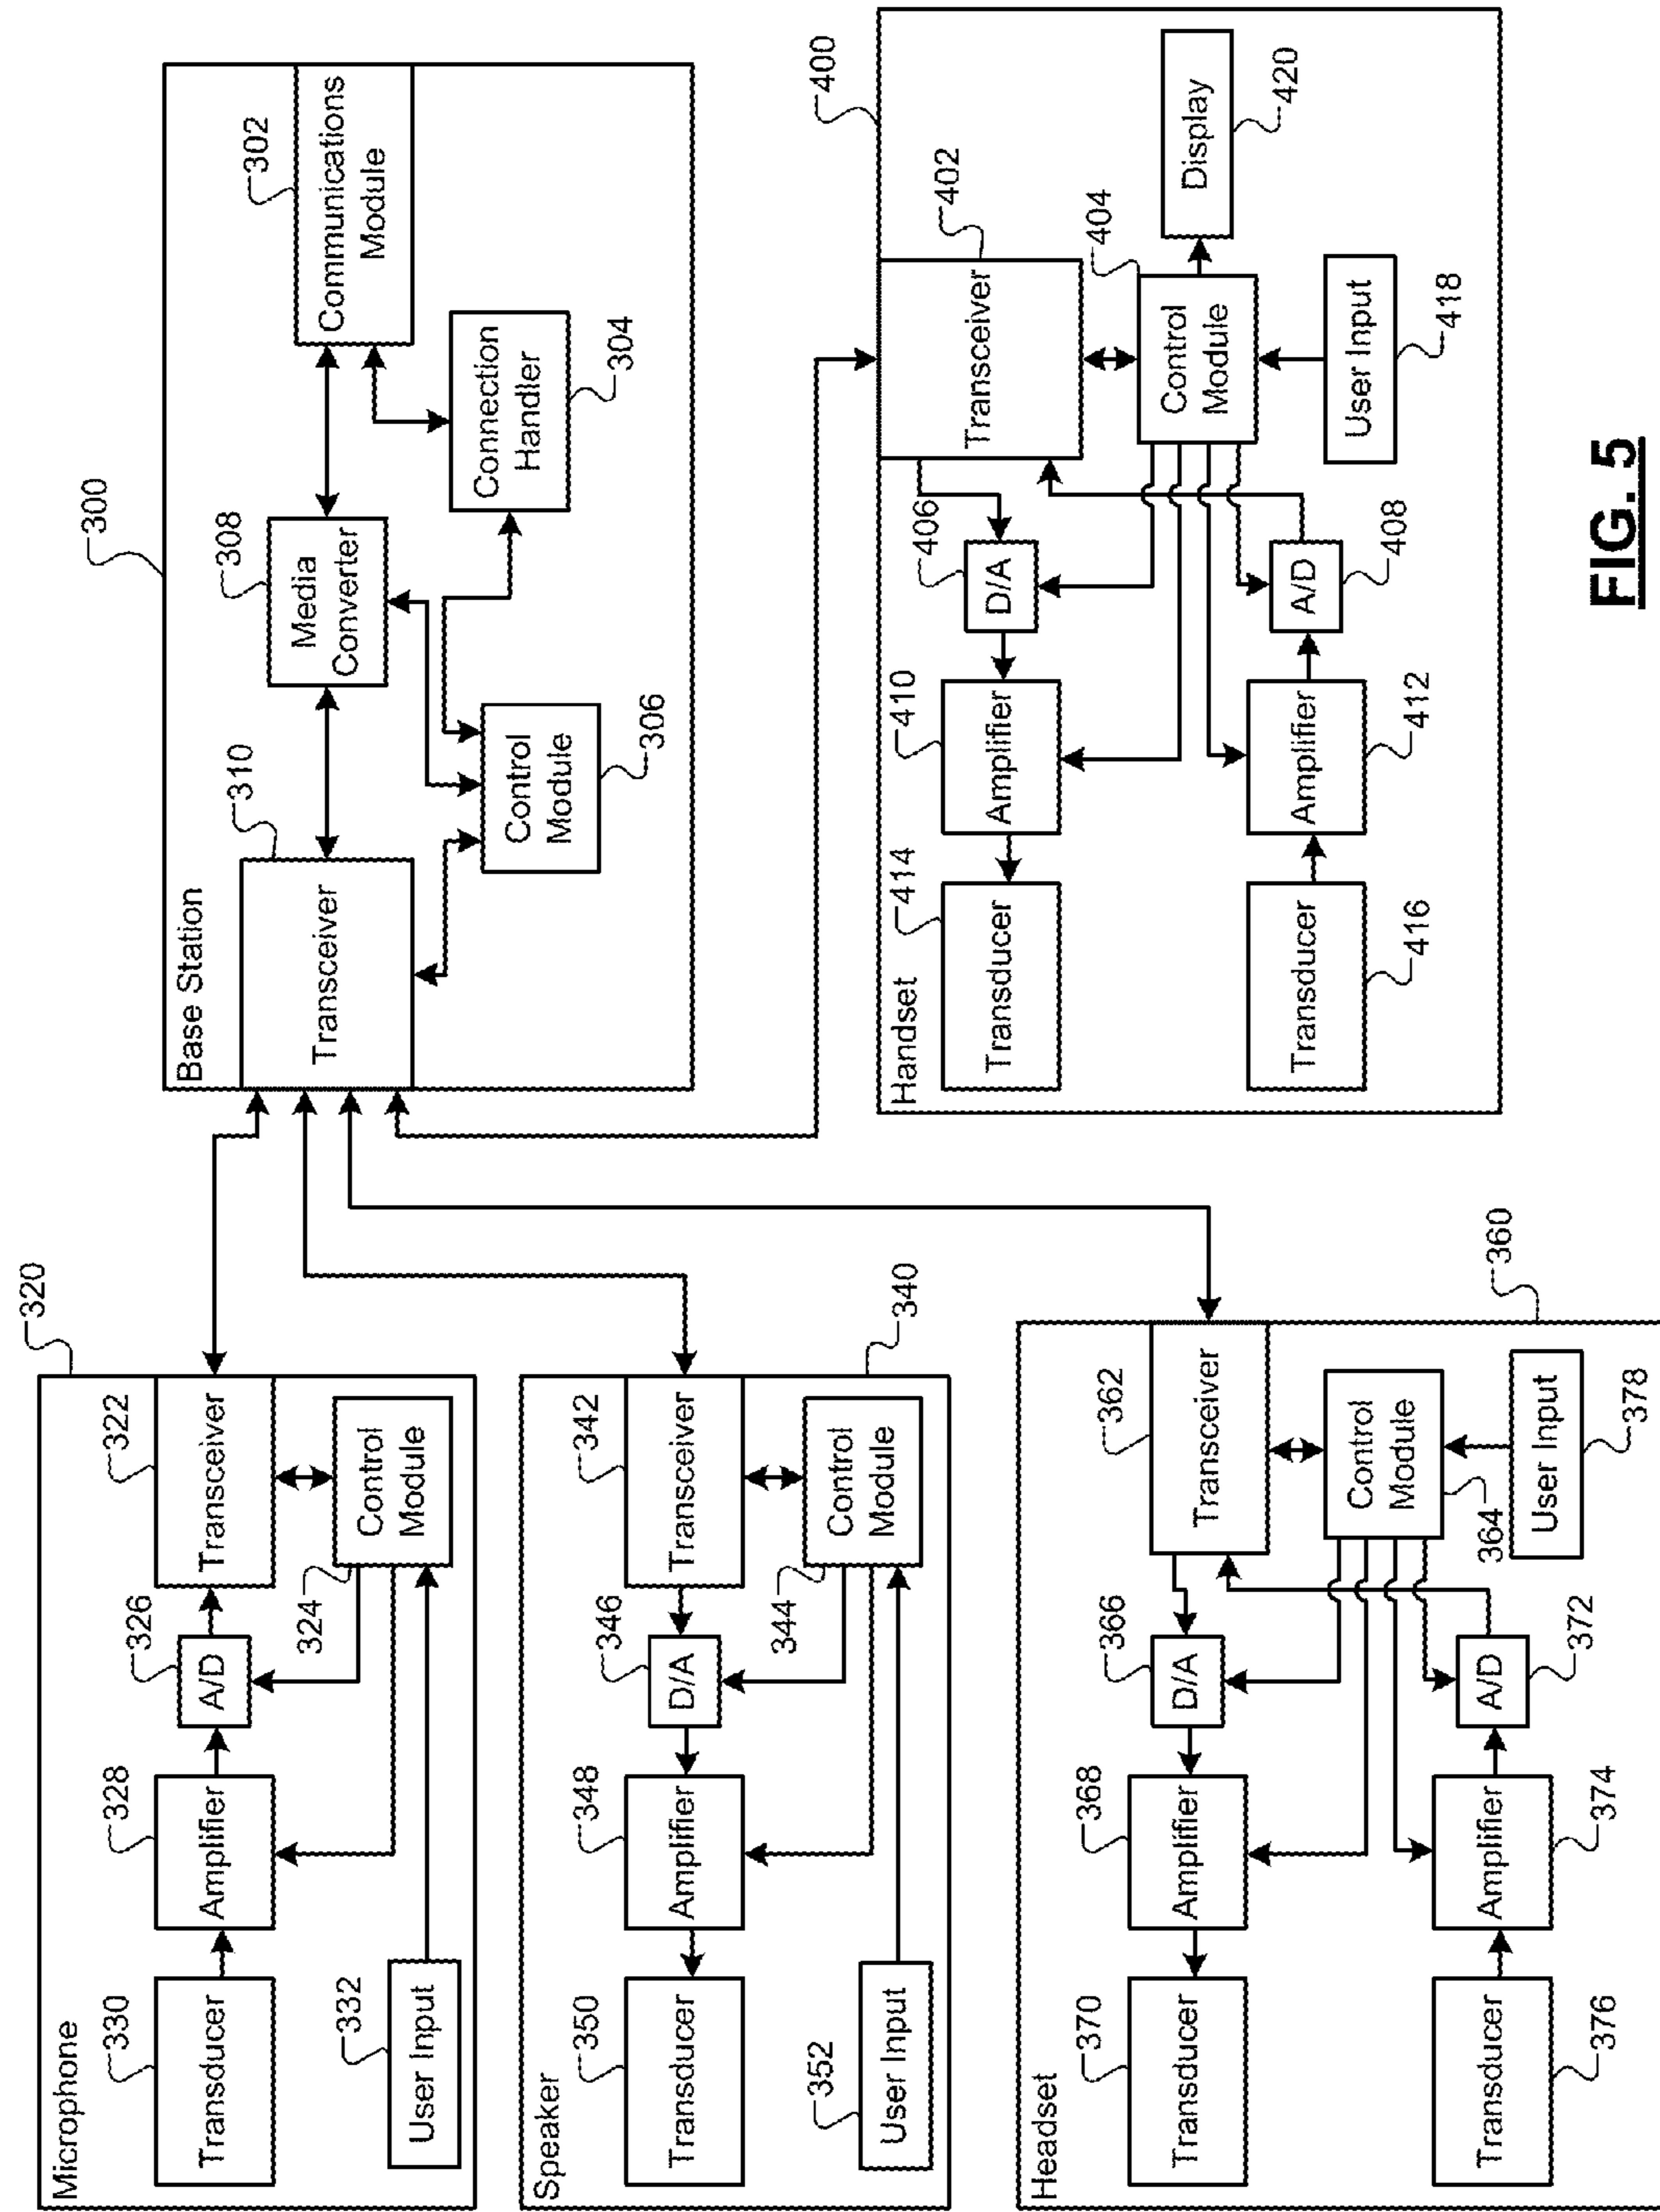 Microphone
320
330
Transducer
328
Amplifier
326
A/D
322
Transceiver
324
Control
Module
332
User Input
Speaker
340
350
Transducer
348
Amplifier
346
D/A
342
Transceiver
344
Control
Module
352
User Input
Headset
360
370
Transducer
368
Amplifier
366
D/A
362
Transceiver
364
Control
Module
376
Transducer
374
Amplifier
372
A/D
378
User Input
Base Station
300
310
Transceiver
308
Media
Converter
302
Communications
Module
306
Control
Module
304
Connection
Handler
Handset
400
414
Transducer
410
Amplifier
406
D/A
402
Transceiver
404
Control
Module
Display
420
416
Transducer
412
Amplifier
408
A/D
User Input
418
FIG. 5